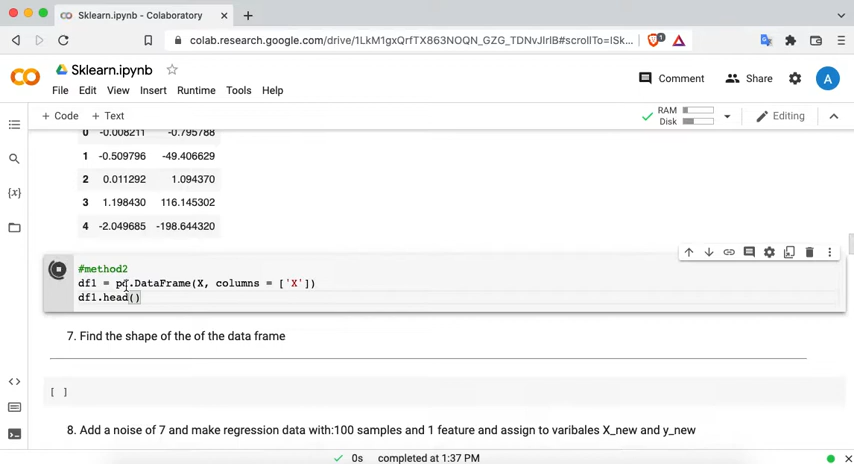 Sklearn.ipynb - Colaboratory
colab.research.google.com/drive/1LkM1gxQrfTX863NOQN_GZG_TDNvJIrlB#scrollTo=ISk...
1
Sklearn.ipynb
File Edit View Insert Runtime Tools Help
Comment Share A
+ Code + Text
RAM
Disk
Editing
0 -0.008211 -0.795788
1 -0.509796 -49.406629
2 0.011292 1.094370
3 1.198430 116.145302
4 -2.049685 -198.644320
#method2
df1 = pd.DataFrame(X, columns = ['X'])
df1.head()
7. Find the shape of the of the data frame
[ ]
8. Add a noise of 7 and make regression data with:100 samples and 1 feature and assign to varibales X_new and y_new
0s completed at 1:37 PM